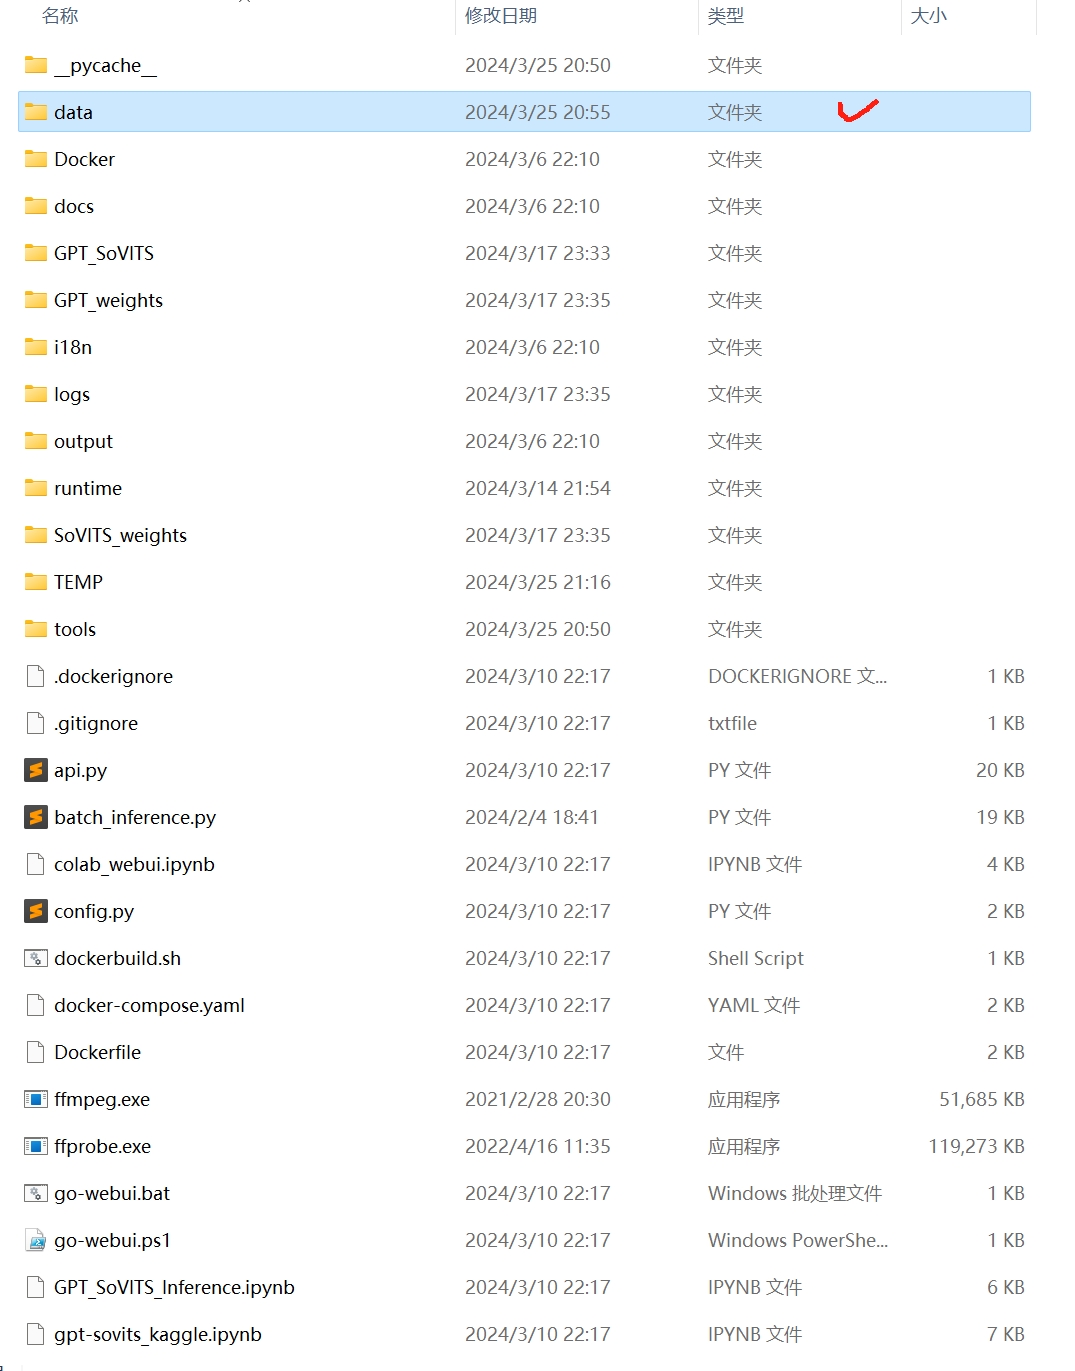 名称 修改日期 类型 大小
__pycache__ 2024/3/25 20:50 文件夹
data 2024/3/25 20:55 文件夹
Docker 2024/3/6 22:10 文件夹
docs 2024/3/6 22:10 文件夹
GPT_SoVITS 2024/3/17 23:33 文件夹
GPT_weights 2024/3/17 23:35 文件夹
i18n 2024/3/6 22:10 文件夹
logs 2024/3/17 23:35 文件夹
output 2024/3/6 22:10 文件夹
runtime 2024/3/14 21:54 文件夹
SoVITS_weights 2024/3/17 23:35 文件夹
TEMP 2024/3/25 21:16 文件夹
tools 2024/3/25 20:50 文件夹
.dockerignore 2024/3/10 22:17 DOCKERIGNORE 文... 1 KB
.gitignore 2024/3/10 22:17 txtfile 1 KB
api.py 2024/3/10 22:17 PY 文件 20 KB
batch_inference.py 2024/2/4 18:41 PY 文件 19 KB
colab_webui.ipynb 2024/3/10 22:17 IPYNB 文件 4 KB
config.py 2024/3/10 22:17 PY 文件 2 KB
dockerbuild.sh 2024/3/10 22:17 Shell Script 1 KB
docker-compose.yaml 2024/3/10 22:17 YAML 文件 2 KB
Dockerfile 2024/3/10 22:17 文件 2 KB
ffmpeg.exe 2021/2/28 20:30 应用程序 51,685 KB
ffprobe.exe 2022/4/16 11:35 应用程序 119,273 KB
go-webui.bat 2024/3/10 22:17 Windows 批处理文件 1 KB
go-webui.ps1 2024/3/10 22:17 Windows PowerShe... 1 KB
GPT_SoVITS_Inference.ipynb 2024/3/10 22:17 IPYNB 文件 6 KB
gpt-sovits_kaggle.ipynb 2024/3/10 22:17 IPYNB 文件 7 KB